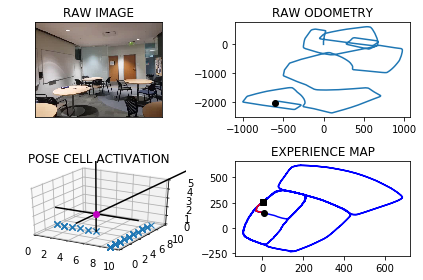 RAW IMAGE
RAW ODOMETRY
0
−1000
−2000
−1000 −500 0 500 1000
POSE CELL ACTIVATION
5
4
3
2
1
0
0 2 4 6 8 10
0 2 4 6 8 10
EXPERIENCE MAP
500
250
0
−250
0 200 400 600